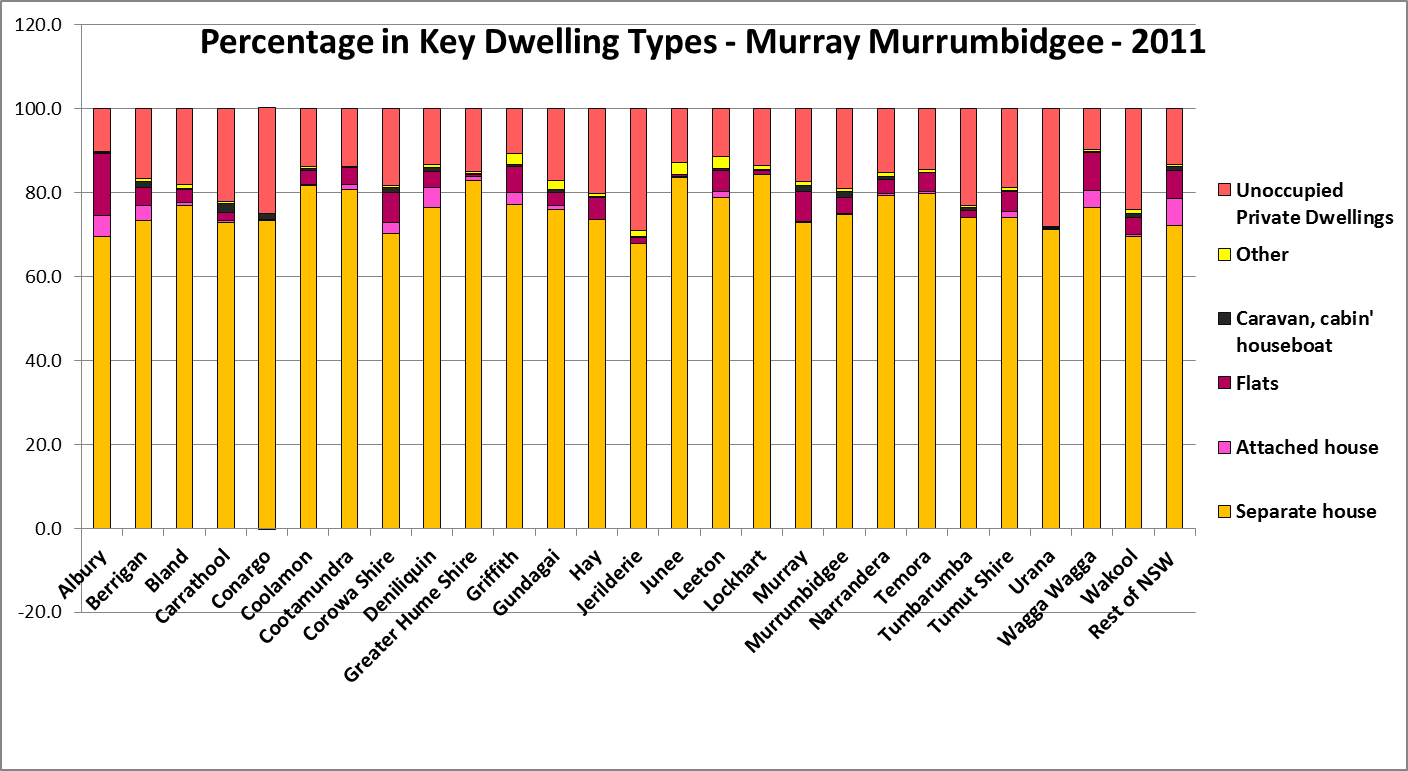 Percentage in Key Dwelling Types - Murray Murrumbidgee - 2011
120.0
100.0
80.0
60.0
40.0
20.0
0.0
-20.0
Albury
Berrigan
Bland
Carrathool
Conargo
Coolamon
Cootamundra
Corowa Shire
Deniliquin
Greater Hume Shire
Griffith
Gundagai
Hay
Jerilderie
Junee
Leeton
Lockhart
Murray
Murrumbidgee
Narrandera
Temora
Tumbarumba
Tumut Shire
Urana
Wagga Wagga
Wakool
Rest of NSW
Unoccupied
Private Dwellings
Other
Caravan, cabin'
houseboat
Flats
Attached house
Separate house